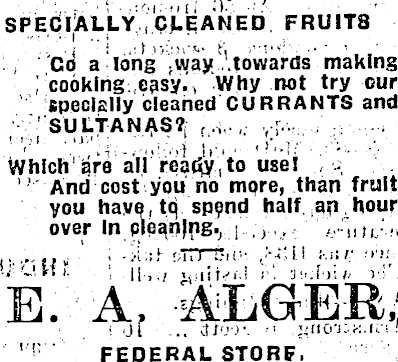 SPECIALLY CLEANED FRUITS
Go a long way towards making
cooking easy. Why not try our
specially cleaned CURRANTS and
SULTANAS?
Which are all ready to use!
And cost you no more, than fruit
you have to spend half an hour
over in cleaning.
E. A. ALGER,
FEDERAL STORE,